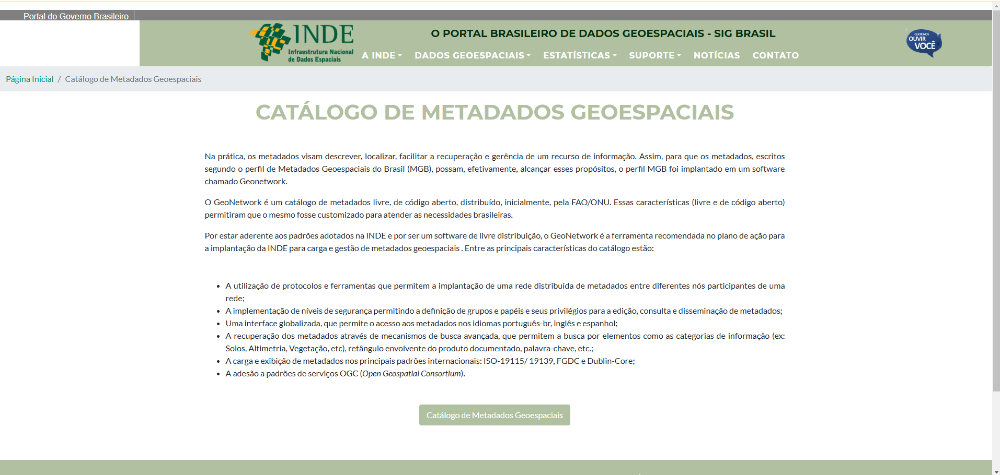 Portal do Governo Brasileiro
INDE
Infraestrutura Nacional
de Dados Espaciais
O PORTAL BRASILEIRO DE DADOS GEOESPACIAIS - SIG BRASIL
QUEREMOS
OUVIR
VOCÊ
A INDE
DADOS GEOESPACIAIS
ESTATÍSTICAS
SUPORTE
NOTÍCIAS
CONTATO
Página Inicial / Catálogo de Metadados Geoespaciais
CATÁLOGO DE METADADOS GEOESPACIAIS
Na prática, os metadados visam descrever, localizar, facilitar a recuperação e gerência de um recurso de informação. Assim, para que os metadados, escritos
segundo o perfil de Metadados Geoespaciais do Brasil (MGB), possam, efetivamente, alcançar esses propósitos, o perfil MGB foi implantado em um software
chamado Geonetwork.
O GeoNetwork é um catálogo de metadados livre, de código aberto, distribuído, inicialmente, pela FAO/ONU. Essas características (livre e de código aberto)
permitiram que o mesmo fosse customizado para atender as necessidades brasileiras.
Por estar aderente aos padrões adotados na INDE e por ser um software de livre distribuição, o GeoNetwork é a ferramenta recomendada no plano de ação para
a implantação da INDE para carga e gestão de metadados geoespaciais . Entre as principais características do catálogo estão:
• A utilização de protocolos e ferramentas que permitem a implantação de uma rede distribuída de metadados entre diferentes nós participantes de uma
rede;
• A implementação de níveis de segurança permitindo a definição de grupos e papéis e seus privilégios para a edição, consulta e disseminação de metadados;
• Uma interface globalizada, que permite o acesso aos metadados nos idiomas português-br, inglês e espanhol;
• A recuperação dos metadados através de mecanismos de busca avançada, que permitem a busca por elementos como as categorias de informação (ex:
Solos, Altimetria, Vegetação, etc), retângulo envolvente do produto documentado, palavra-chave, etc.;
• A carga e exibição de metadados nos principais padrões internacionais: ISO-19115/ 19139, FGDC e Dublin-Core;
• A adesão a padrões de serviços OGC (Open Geospatial Consortium).
Catálogo de Metadados Geoespaciais